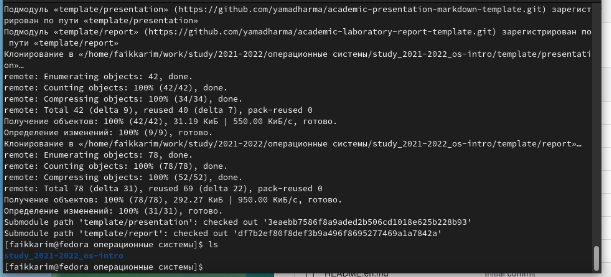 Подмодуль «template/presentation» (https://github.com/yamadharma/academic-presentation-markdown-template.git) зарегист
рирован по пути «template/presentation»
Подмодуль «template/report» (https://github.com/yamadharma/academic-laboratory-report-template.git) зарегистрирован по
 пути «template/report»
Клонирование в «/home/faikkarim/work/study/2021-2022/операционные системы/study_2021-2022_os-intro/template/presentati
on»…
remote: Enumerating objects: 42, done.
remote: Counting objects: 100% (42/42), done.
remote: Compressing objects: 100% (34/34), done.
remote: Total 42 (delta 9), reused 40 (delta 7), pack-reused 0
Получение объектов: 100% (42/42), 31.19 КиБ | 550.00 КиБ/с, готово.
Определение изменений: 100% (9/9), готово.
Клонирование в «/home/faikkarim/work/study/2021-2022/операционные системы/study_2021-2022_os-intro/template/report»…
remote: Enumerating objects: 78, done.
remote: Counting objects: 100% (78/78), done.
remote: Compressing objects: 100% (52/52), done.
remote: Total 78 (delta 31), reused 69 (delta 22), pack-reused 0
Получение объектов: 100% (78/78), 292.27 КиБ | 950.00 КиБ/с, готово.
Определение изменений: 100% (31/31), готово.
Submodule path 'template/presentation': checked out '3eaebb7586f8a9aded2b506cd1018e625b228b93'
Submodule path 'template/report': checked out 'df7b2ef80f8def3b9a496f8695277469a1a7842a'
[faikkarim@fedora операционные системы]$ ls
study_2021-2022_os-intro
[faikkarim@fedora операционные системы]$